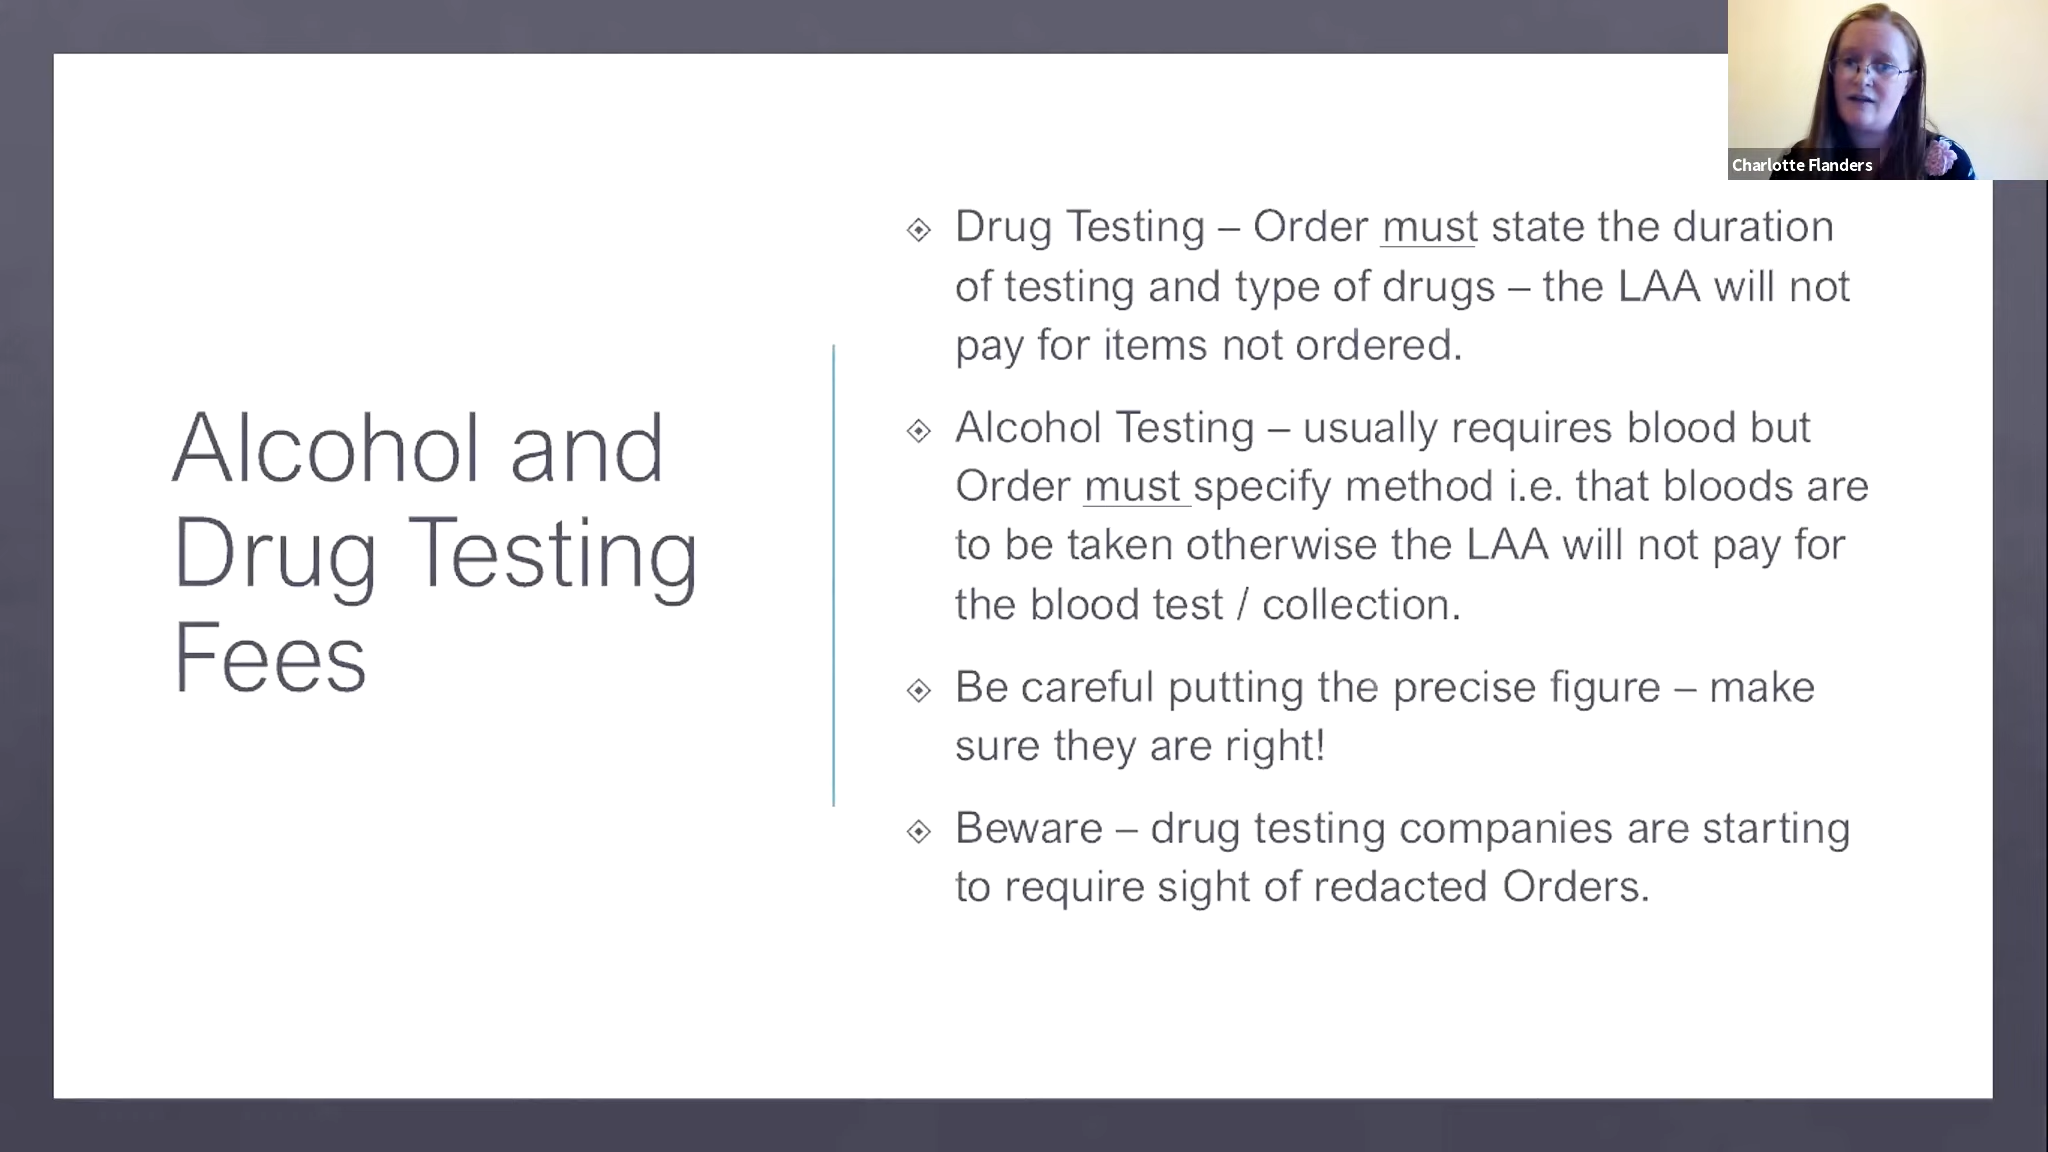 Charlotte Flanders
Alcohol and
Drug Testing
Fees
Drug Testing – Order must state the duration
of testing and type of drugs – the LAA will not
pay for items not ordered.
Alcohol Testing – usually requires blood but
Order must specify method i.e. that bloods are
to be taken otherwise the LAA will not pay for
the blood test / collection.
Be careful putting the precise figure – make
sure they are right!
Beware – drug testing companies are starting
to require sight of redacted Orders.